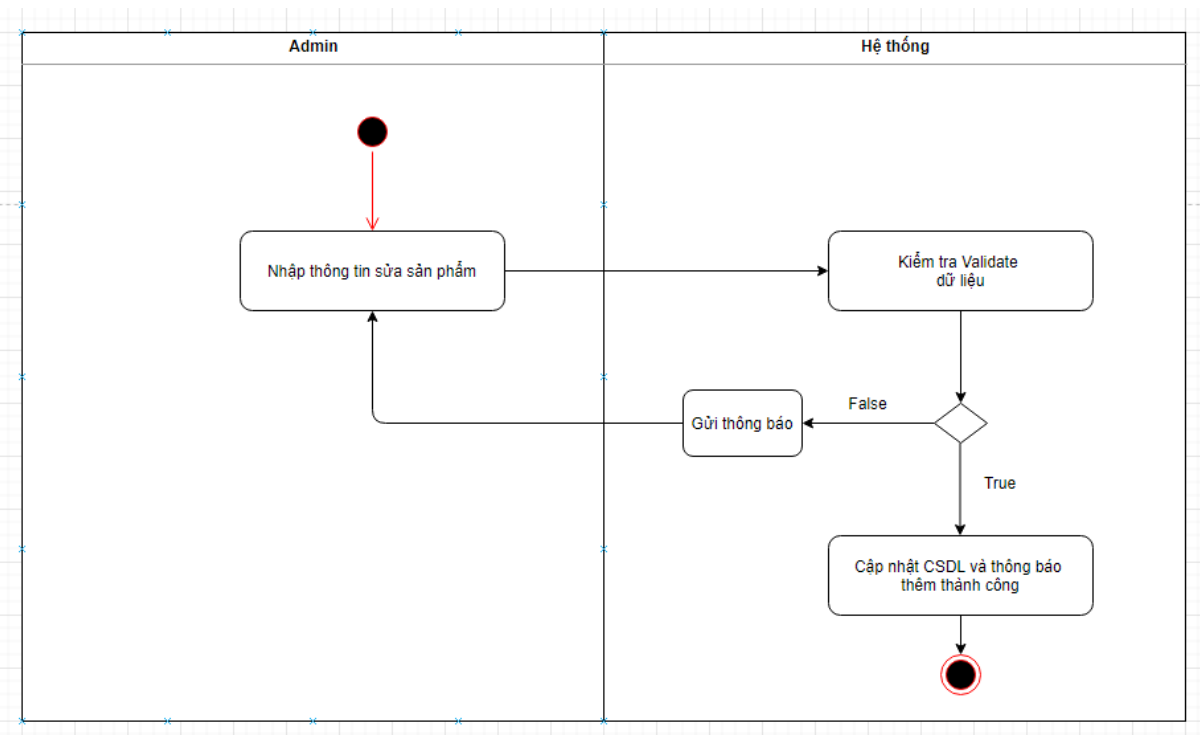 Admin
Hệ thống
Nhập thông tin sửa sản phẩm
Kiểm tra Validate
dữ liệu
False
Gửi thông báo
True
Cập nhật CSDL và thông báo
thêm thành công